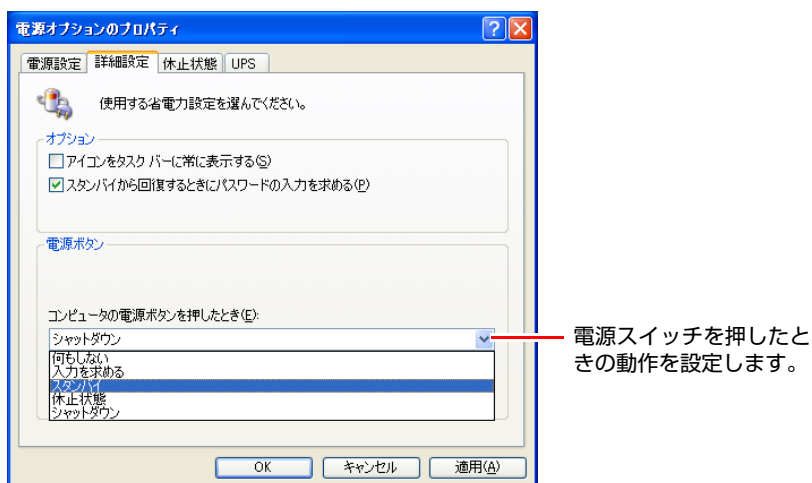 電源オプションのプロパティ
電源設定 詳細設定 休止状態 UPS
使用する省電力設定を選んでください。
オプション
アイコンをタスク バーに常に表示する(S)
スタンバイから回復するときにパスワードの入力を求める(P)
電源ボタン
コンピュータの電源ボタンを押したとき(E):
シャットダウン
何もしない
入力を求める
スタンバイ
休止状態
シャットダウン
電源スイッチを押したと
きの動作を設定します。
OK キャンセル 適用(A)